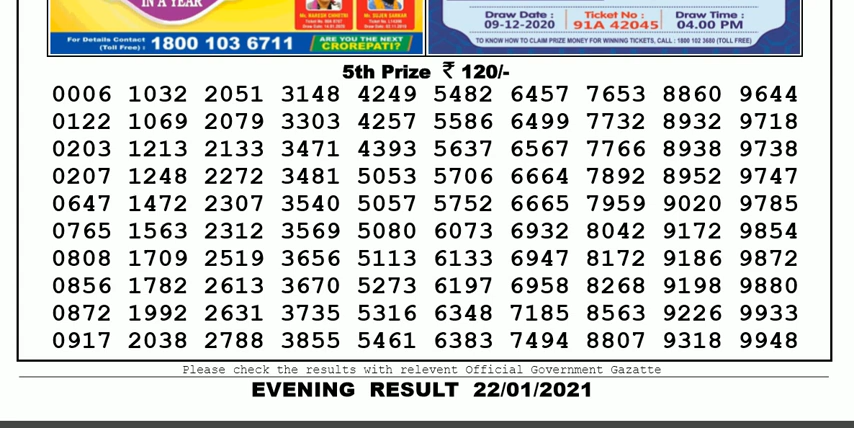 IN A YEAR
Mr. RAKESH CHHETRI
Mr. SUJER SARKAR
For Details Contact (Toll Free) : 1800 103 6711
ARE YOU THE NEXT CROREPATI?
Draw Date : 09-12-2020
Ticket No : 91A 42045
Draw Time : 04.00 PM
TO KNOW HOW TO CLAIM PRIZE MONEY FOR WINNING TICKETS, CALL : 1800 102 3680 (TOLL FREE)
5th Prize ₹ 120/-
0006 1032 2051 3148 4249 5482 6457 7653 8860 9644
0122 1069 2079 3303 4257 5586 6499 7732 8932 9718
0203 1213 2133 3471 4393 5637 6567 7766 8938 9738
0207 1248 2272 3481 5053 5706 6664 7892 8952 9747
0647 1472 2307 3540 5057 5752 6665 7959 9020 9785
0765 1563 2312 3569 5080 6073 6932 8042 9172 9854
0808 1709 2519 3656 5113 6133 6947 8172 9186 9872
0856 1782 2613 3670 5273 6197 6958 8268 9198 9880
0872 1992 2631 3735 5316 6348 7185 8563 9226 9933
0917 2038 2788 3855 5461 6383 7494 8807 9318 9948
Please check the results with relevent Official Government Gazatte
EVENING RESULT 22/01/2021